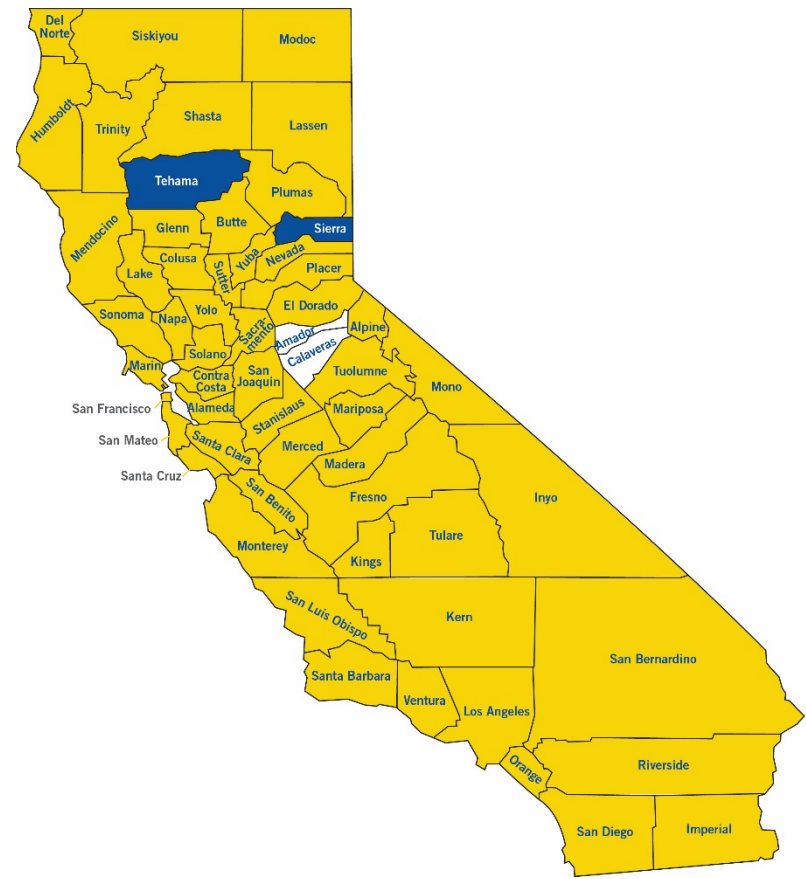 Del
Norte
Siskiyou
Modoc
Humboldt
Trinity
Shasta
Lassen
Tehama
Plumas
Mendocino
Glenn
Butte
Sierra
Colusa
Sutter
Yuba
Nevada
Lake
Placer
Sonoma
Napa
Yolo
El Dorado
Sacra-
mento
Amador
Alpine
Solano
Calaveras
Marin
Contra
Costa
San
Joaquin
Tuolumne
Mono
San Francisco
Alameda
Stanislaus
Mariposa
San Mateo
Santa Clara
Merced
Madera
Santa Cruz
San Benito
Fresno
Inyo
Monterey
Kings
Tulare
San Luis Obispo
Kern
San Bernardino
Santa Barbara
Ventura
Los Angeles
Orange
Riverside
San Diego
Imperial